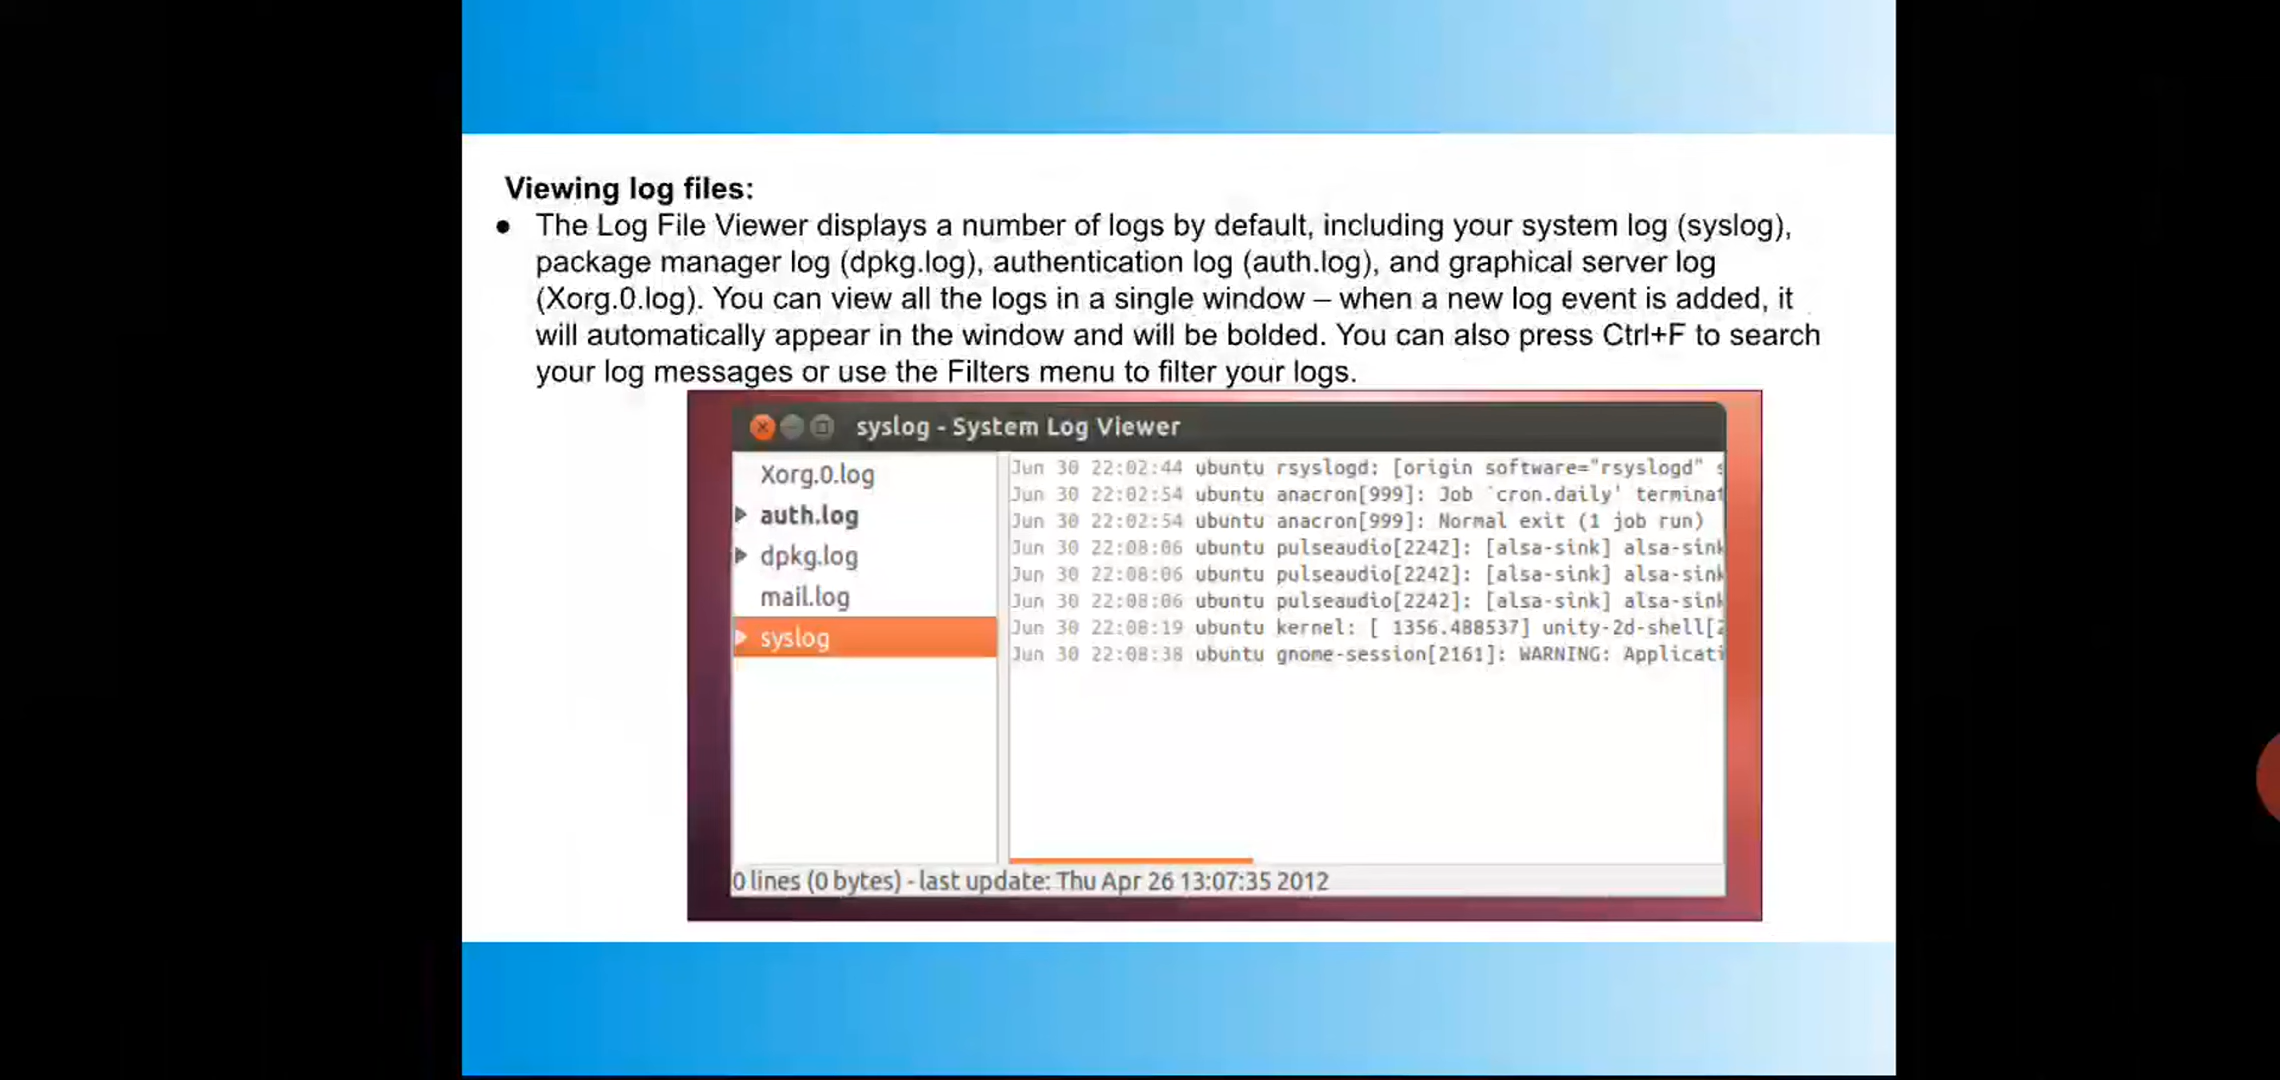 Viewing log files:
● The Log File Viewer displays a number of logs by default, including your system log (syslog),
package manager log (dpkg.log), authentication log (auth.log), and graphical server log
(Xorg.0.log). You can view all the logs in a single window – when a new log event is added, it
will automatically appear in the window and will be bolded. You can also press Ctrl+F to search
your log messages or use the Filters menu to filter your logs.
syslog - System Log Viewer
Xorg.0.log
auth.log
dpkg.log
mail.log
syslog
Jun 30 22:02:44 ubuntu rsyslogd: [origin software="rsyslogd" s
Jun 30 22:02:54 ubuntu anacron[999]: Job `cron.daily' terminat
Jun 30 22:02:54 ubuntu anacron[999]: Normal exit (1 job run)
Jun 30 22:08:06 ubuntu pulseaudio[2242]: [alsa-sink] alsa-sink
Jun 30 22:08:06 ubuntu pulseaudio[2242]: [alsa-sink] alsa-sink
Jun 30 22:08:06 ubuntu pulseaudio[2242]: [alsa-sink] alsa-sink
Jun 30 22:08:19 ubuntu kernel: [ 1356.488537] unity-2d-shell[2
Jun 30 22:08:38 ubuntu gnome-session[2161]: WARNING: Applicati
0 lines (0 bytes) - last update: Thu Apr 26 13:07:35 2012